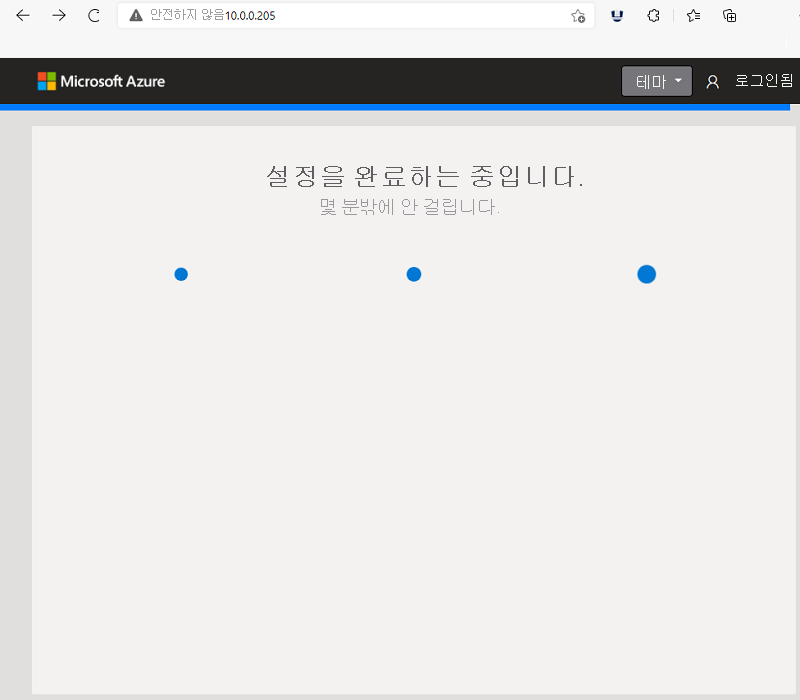 안전하지 않음 10.0.0.205
Microsoft Azure
테마
로그인됨
설정을 완료하는 중입니다.
몇 분밖에 안 걸립니다.